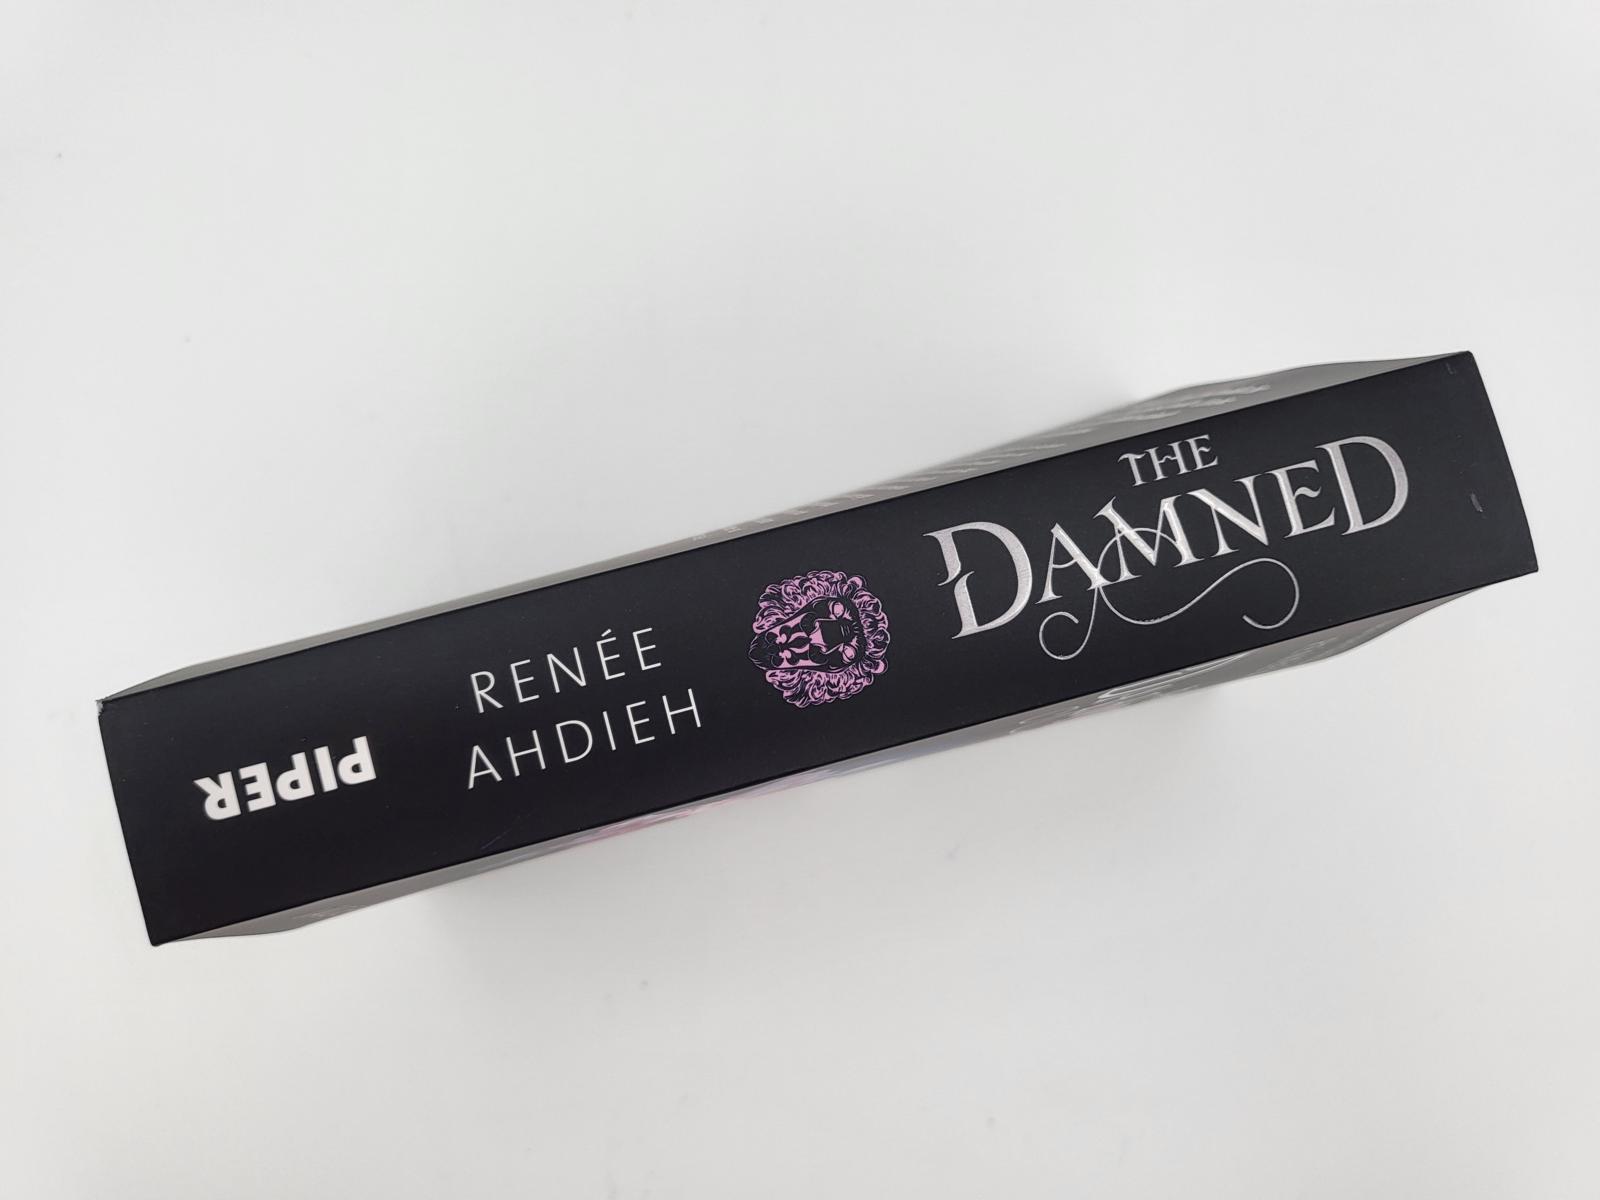 RENÉE
AHDIEH
THE
DAMNED
PIPER